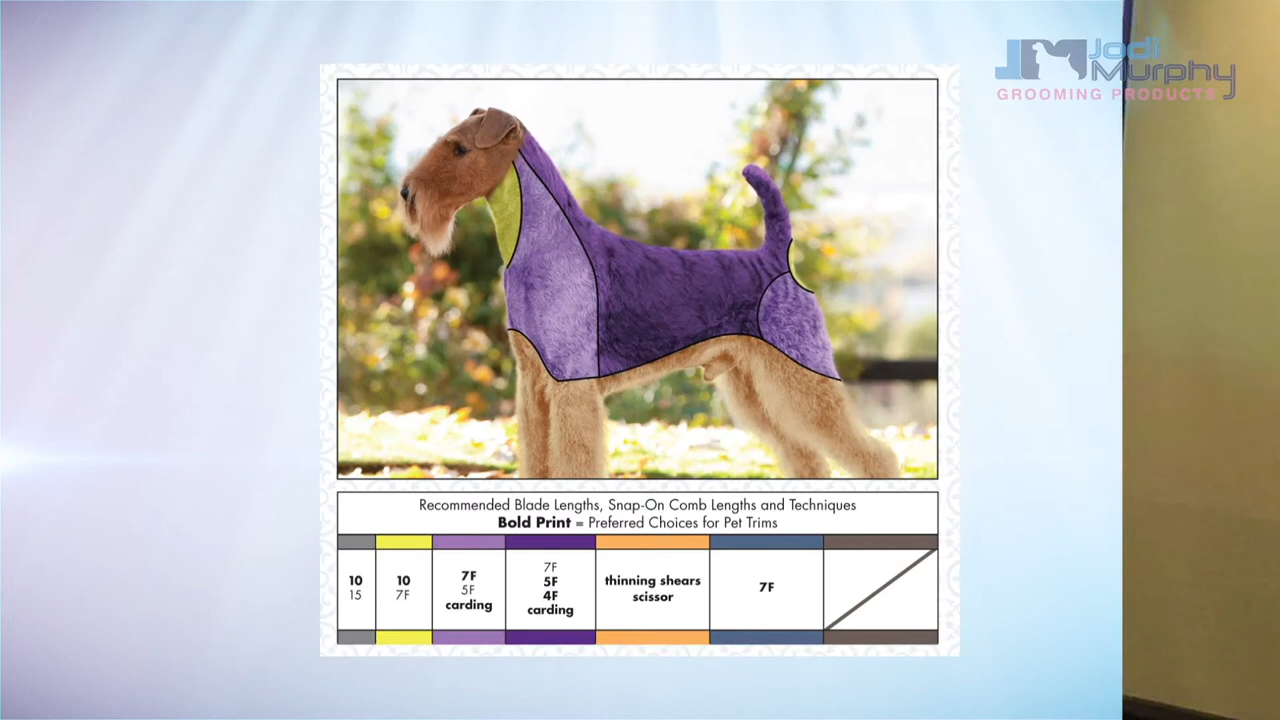 Jodi
Murphy
GROOMING PRODUCTS
Recommended Blade Lengths, Snap-On Comb Lengths and Techniques
Bold Print = Preferred Choices for Pet Trims
10
15
10
7F
7F
5F
carding
7F
5F
4F
carding
thinning shears
scissor
7F